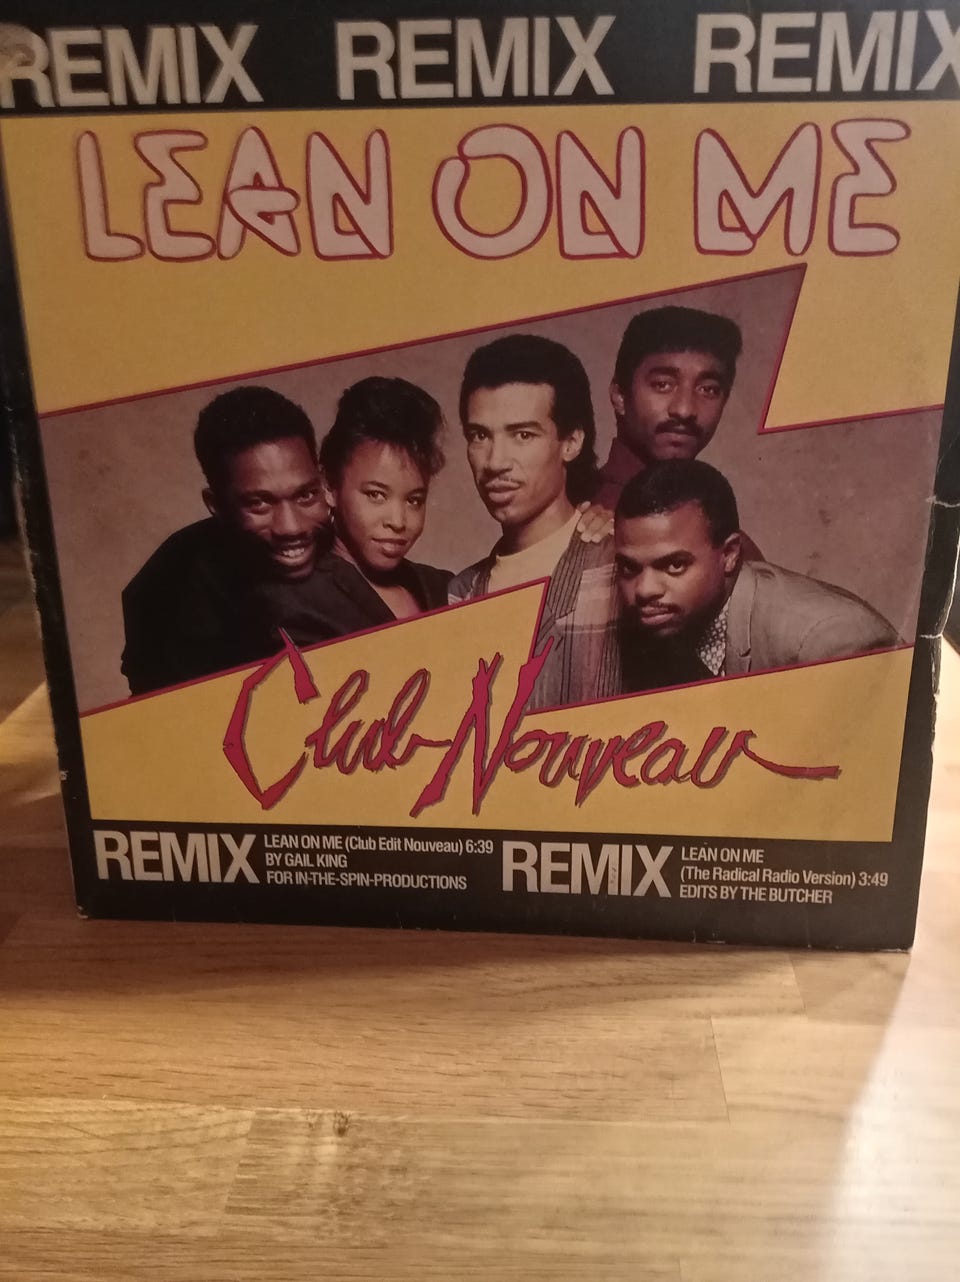 REMIX REMIX REMIX
LEAN ON ME
Club Nouveau
REMIX
LEAN ON ME (Club Edit Nouveau) 6:39
BY GAIL KING
FOR IN-THE-SPIN-PRODUCTIONS
REMIX
LEAN ON ME
(The Radical Radio Version) 3:49
EDITS BY THE BUTCHER